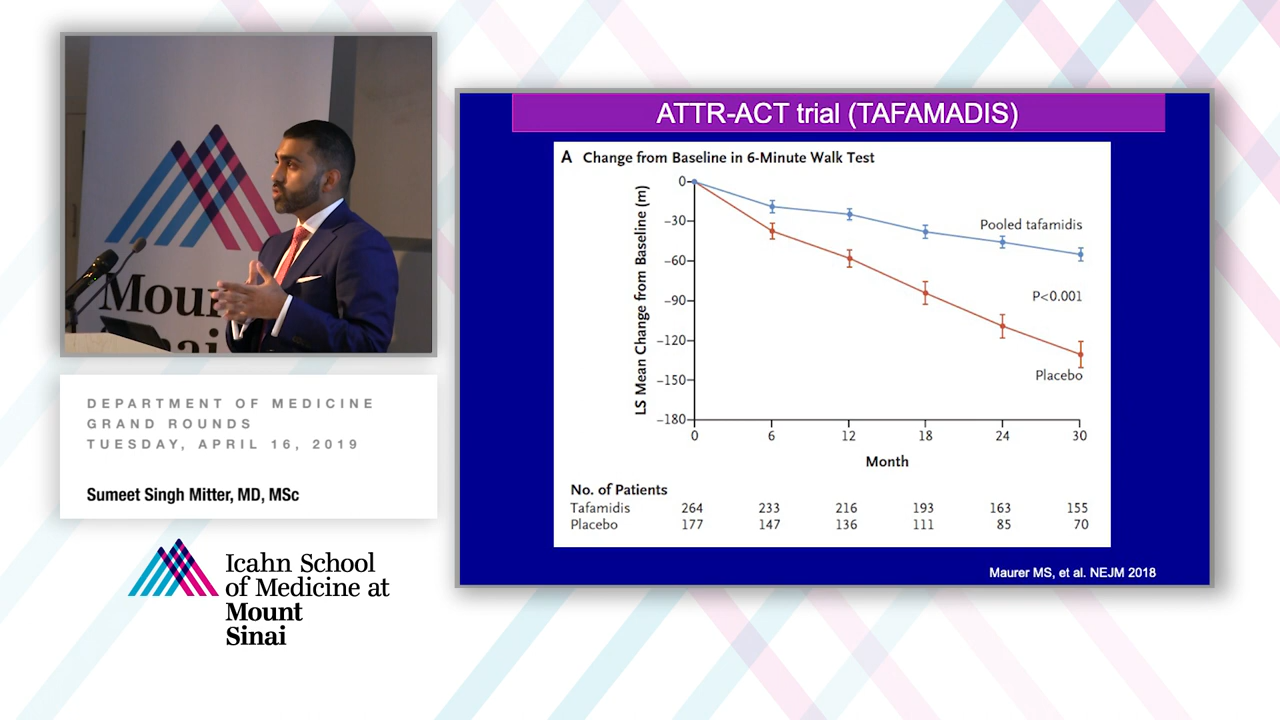 Mount
Sinai
DEPARTMENT OF MEDICINE
GRAND ROUNDS
TUESDAY, APRIL 16, 2019
Sumeet Singh Mitter, MD, MSc
Icahn School
of Medicine at
Mount
Sinai
ATTR-ACT trial (TAFAMADIS)
A Change from Baseline in 6-Minute Walk Test
LS Mean Change from Baseline (m)
0
−30
−60
−90
−120
−150
−180
Pooled tafamidis
P<0.001
Placebo
0 6 12 18 24 30
Month
No. of Patients
Tafamidis 264 233 216 193 163 155
Placebo 177 147 136 111 85 70
Maurer MS, et al. NEJM 2018